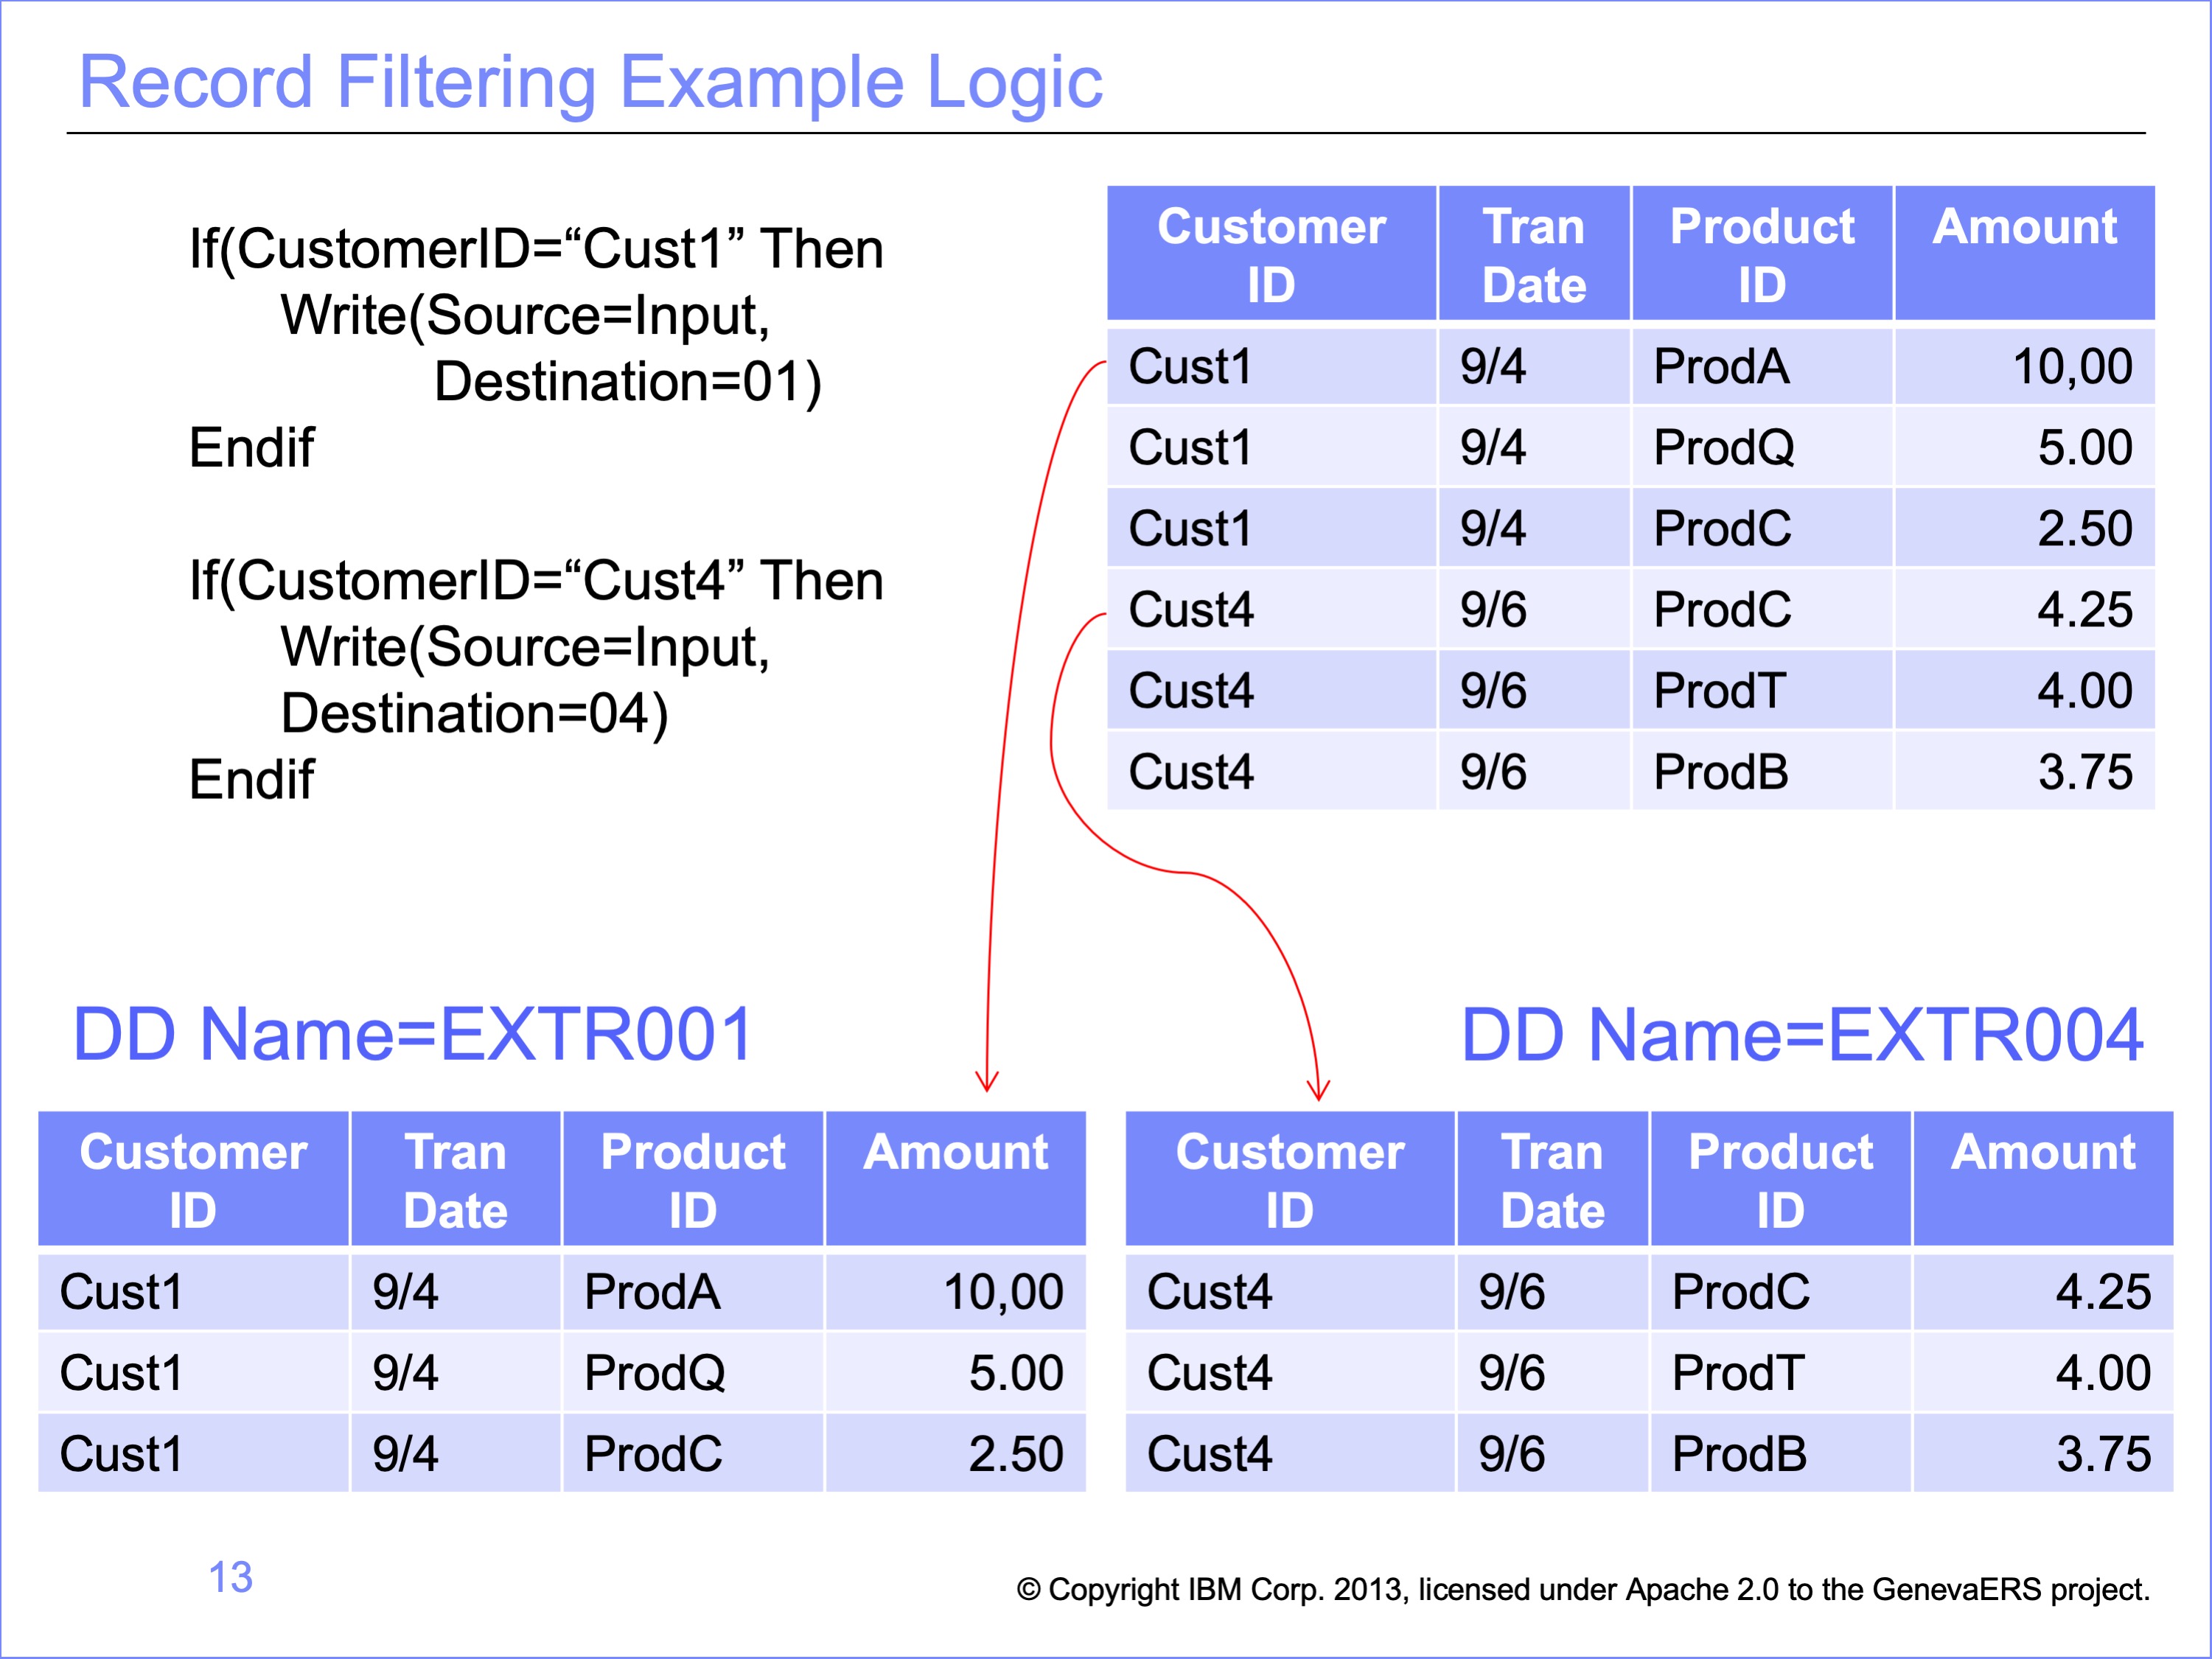 Record Filtering Example Logic
If(CustomerID=“Cust1” Then
Write(Source=Input,
Destination=01)
Endif
If(CustomerID=“Cust4” Then
Write(Source=Input,
Destination=04)
Endif
Customer ID Tran Date Product ID Amount
Cust1 9/4 ProdA 10,00
Cust1 9/4 ProdQ 5.00
Cust1 9/4 ProdC 2.50
Cust4 9/6 ProdC 4.25
Cust4 9/6 ProdT 4.00
Cust4 9/6 ProdB 3.75
DD Name=EXTR001
Customer ID Tran Date Product ID Amount
Cust1 9/4 ProdA 10,00
Cust1 9/4 ProdQ 5.00
Cust1 9/4 ProdC 2.50
DD Name=EXTR004
Customer ID Tran Date Product ID Amount
Cust4 9/6 ProdC 4.25
Cust4 9/6 ProdT 4.00
Cust4 9/6 ProdB 3.75
13
© Copyright IBM Corp. 2013, licensed under Apache 2.0 to the GenevaERS project.